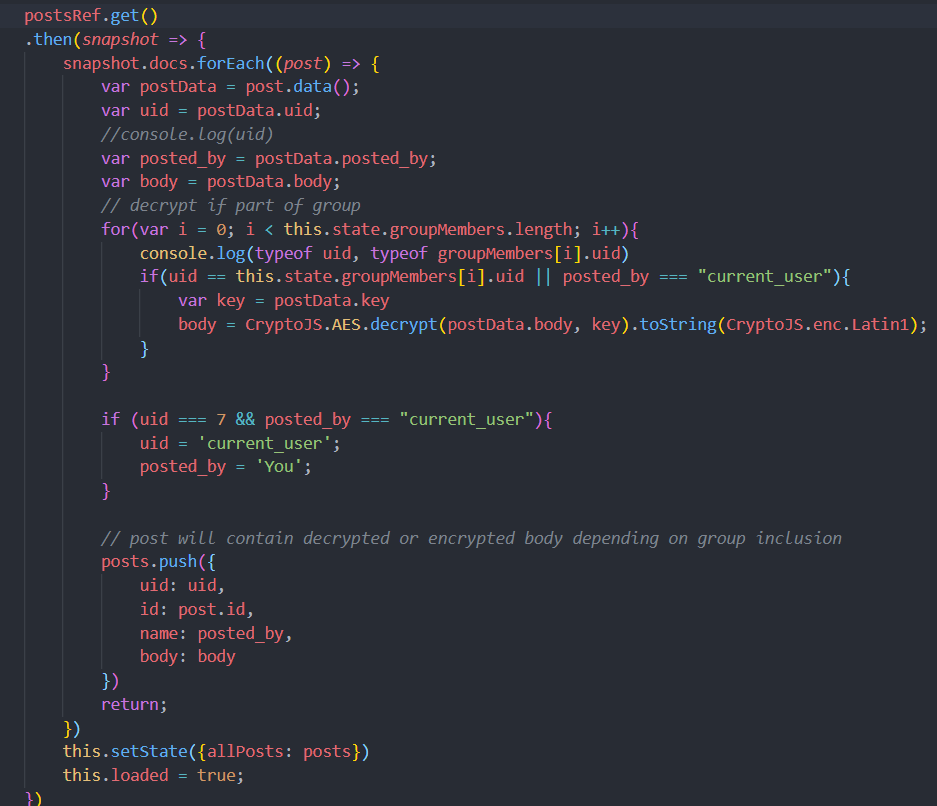 postsRef.get()
.then(snapshot => {
    snapshot.docs.forEach((post) => {
        var postData = post.data();
        var uid = postData.uid;
        //console.log(uid)
        var posted_by = postData.posted_by;
        var body = postData.body;
        // decrypt if part of group
        for(var i = 0; i < this.state.groupMembers.length; i++){
            console.log(typeof uid, typeof groupMembers[i].uid)
            if(uid == this.state.groupMembers[i].uid || posted_by === "current_user"){
                var key = postData.key
                body = CryptoJS.AES.decrypt(postData.body, key).toString(CryptoJS.enc.Latin1);
            }
        }

        if (uid === 7 && posted_by === "current_user"){
            uid = 'current_user';
            posted_by = 'You';
        }

        // post will contain decrypted or encrypted body depending on group inclusion
        posts.push({
            uid: uid,
            id: post.id,
            name: posted_by,
            body: body
        })
        return;
    })
    this.setState({allPosts: posts})
    this.loaded = true;
})